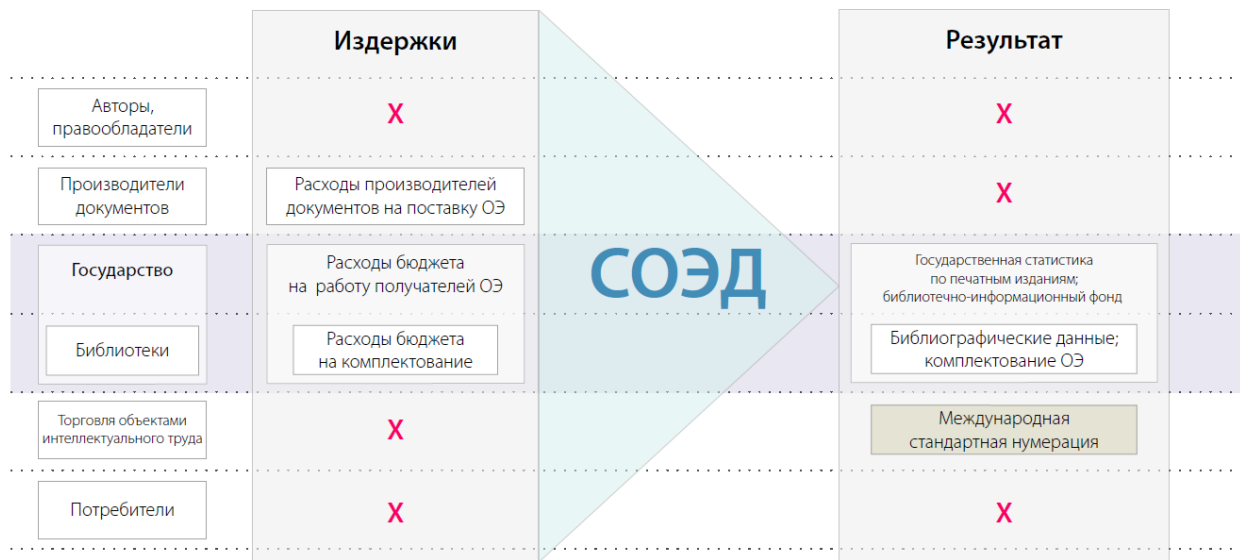 Издержки
Результат
Авторы,
правообладатели
X
X
Производители
документов
Расходы производителей
документов на поставку ОЭ
X
Государство
Расходы бюджета
на работу получателей ОЭ
СОЭД
Государственная статистика
по печатным изданиям;
библиотечно-информационный фонд
Библиотеки
Расходы бюджета
на комплектование
Библиографические данные;
комплектование ОЭ
Торговля объектами
интеллектуального труда
X
Международная
стандартная нумерация
Потребители
X
X